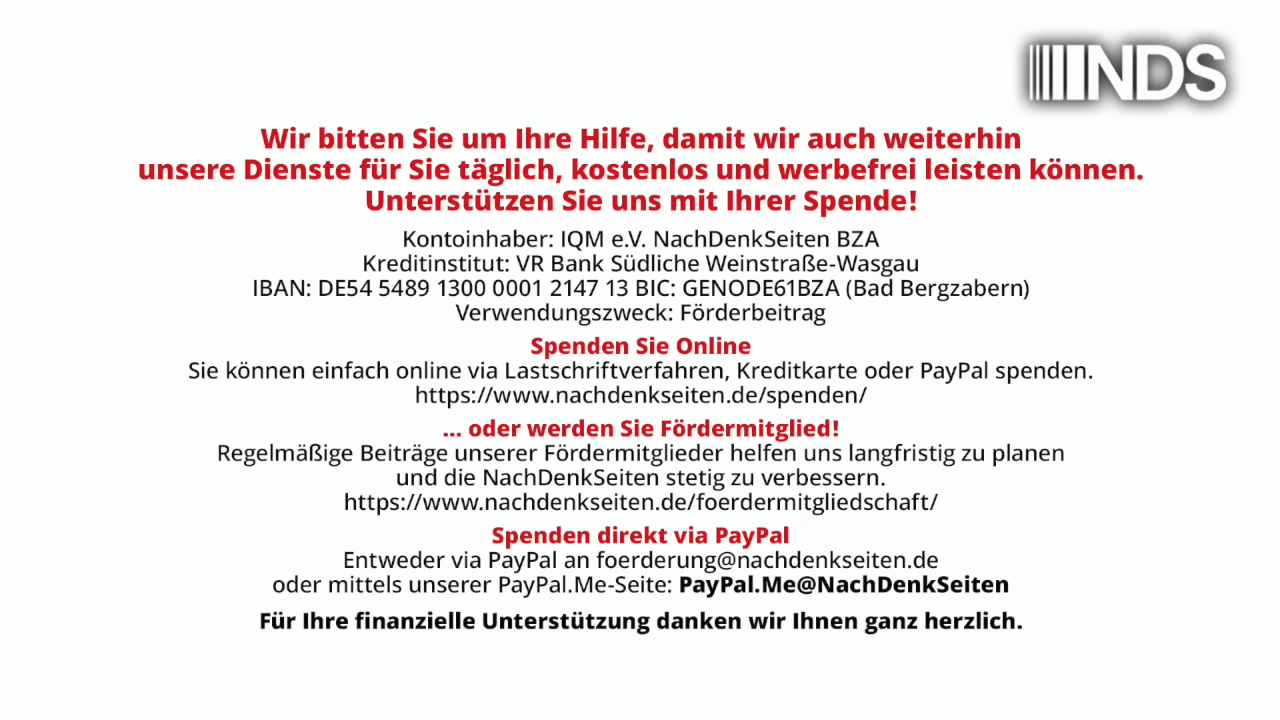 NDS
Wir bitten Sie um Ihre Hilfe, damit wir auch weiterhin
unsere Dienste für Sie täglich, kostenlos und werbefrei leisten können.
Unterstützen Sie uns mit Ihrer Spende!
Kontoinhaber: IQM e.V. NachDenkSeiten BZA
Kreditinstitut: VR Bank Südliche Weinstraße-Wasgau
IBAN: DE54 5489 1300 0001 2147 13 BIC: GENODE61BZA (Bad Bergzabern)
Verwendungszweck: Förderbeitrag
Spenden Sie Online
Sie können einfach online via Lastschriftverfahren, Kreditkarte oder PayPal spenden.
https://www.nachdenkseiten.de/spenden/
... oder werden Sie Fördermitglied!
Regelmäßige Beiträge unserer Fördermitglieder helfen uns langfristig zu planen
und die NachDenkSeiten stetig zu verbessern.
https://www.nachdenkseiten.de/foerdermitgliedschaft/
Spenden direkt via PayPal
Entweder via PayPal an foerderung@nachdenkseiten.de
oder mittels unserer PayPal.Me-Seite: PayPal.Me@NachDenkSeiten
Für Ihre finanzielle Unterstützung danken wir Ihnen ganz herzlich.